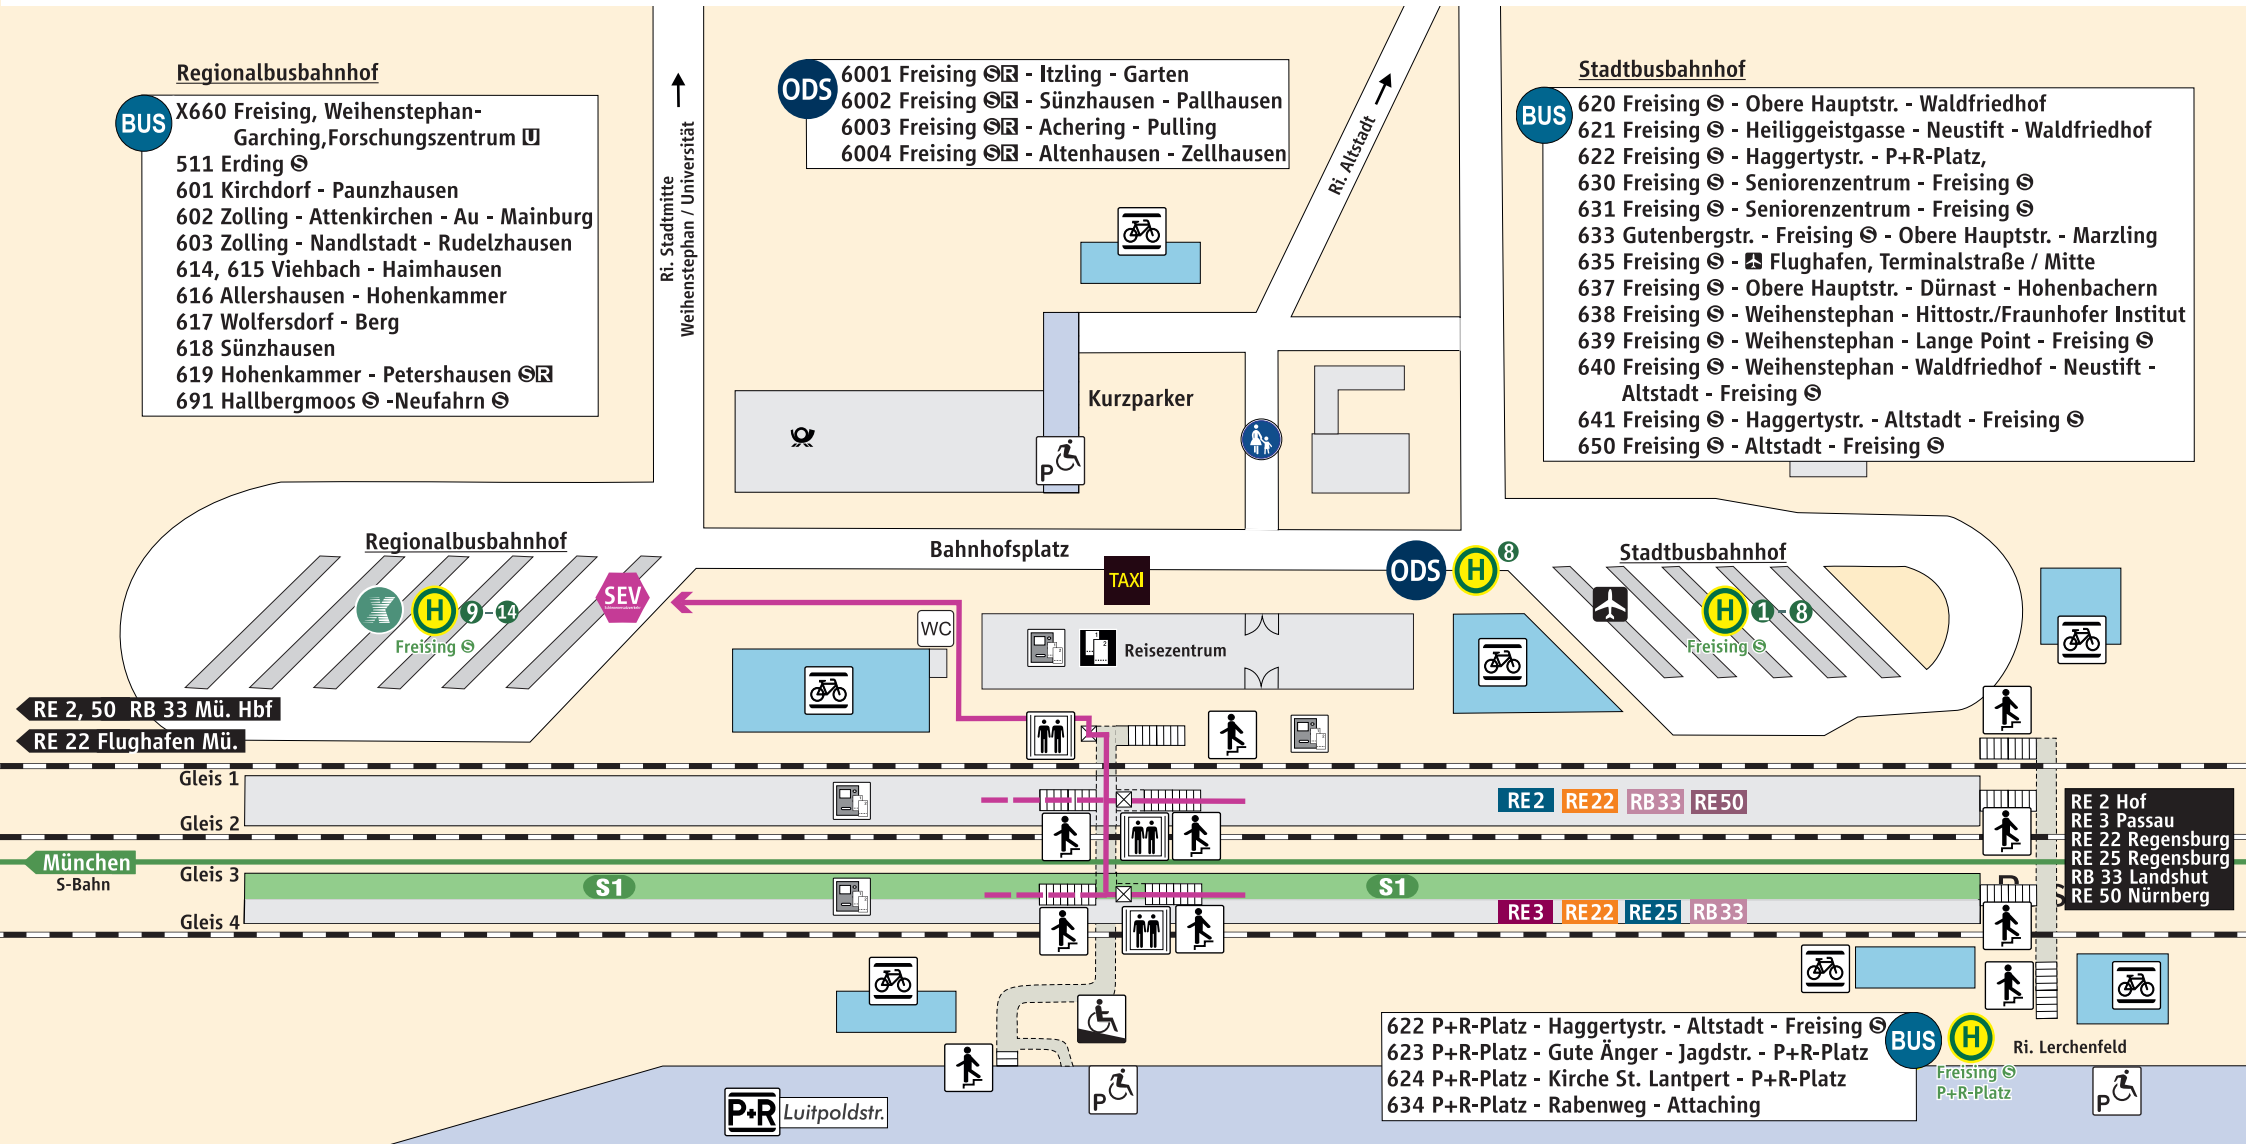 Regionalbusbahnhof
BUS
X660 Freising, Weihenstephan-
Garching,Forschungszentrum U
511 Erding S
601 Kirchdorf - Paunzhausen
602 Zolling - Attenkirchen - Au - Mainburg
603 Zolling - Nandlstadt - Rudelzhausen
614, 615 Viehbach - Haimhausen
616 Allershausen - Hohenkammer
617 Wolfersdorf - Berg
618 Sünzhausen
619 Hohenkammer - Petershausen SR
691 Hallbergmoos S -Neufahrn S
Ri. Stadtmitte
Weihenstephan / Universität
ODS
6001 Freising SR - Itzling - Garten
6002 Freising SR - Sünzhausen - Pallhausen
6003 Freising SR - Achering - Pulling
6004 Freising SR - Altenhausen - Zellhausen
Ri. Altstadt
Stadtbusbahnhof
BUS
620 Freising S - Obere Hauptstr. - Waldfriedhof
621 Freising S - Heiliggeistgasse - Neustift - Waldfriedhof
622 Freising S - Haggertystr. - P+R-Platz,
630 Freising S - Seniorenzentrum - Freising S
631 Freising S - Seniorenzentrum - Freising S
633 Gutenbergstr. - Freising S - Obere Hauptstr. - Marzling
635 Freising S - Flughafen, Terminalstraße / Mitte
637 Freising S - Obere Hauptstr. - Dürnast - Hohenbachern
638 Freising S - Weihenstephan - Hittostr./Fraunhofer Institut
639 Freising S - Weihenstephan - Lange Point - Freising S
640 Freising S - Weihenstephan - Waldfriedhof - Neustift -
Altstadt - Freising S
641 Freising S - Haggertystr. - Altstadt - Freising S
650 Freising S - Altstadt - Freising S
Kurzparker
P
Regionalbusbahnhof
X H 9-14
Freising S
SEV
Bahnhofsplatz
TAXI
ODS H 8
Stadtbusbahnhof
H 1-8
Freising S
WC
Reisezentrum
RE 2, 50 RB 33 Mü. Hbf
RE 22 Flughafen Mü.
Gleis 1
Gleis 2
RE2 RE22 RB33 RE50
München
S-Bahn
Gleis 3
S1
S1
Gleis 4
RE3 RE22 RE25 RB33
RE 2 Hof
RE 3 Passau
RE 22 Regensburg
RE 25 Regensburg
RB 33 Landshut
RE 50 Nürnberg
622 P+R-Platz - Haggertystr. - Altstadt - Freising S
623 P+R-Platz - Gute Änger - Jagdstr. - P+R-Platz
624 P+R-Platz - Kirche St. Lantpert - P+R-Platz
634 P+R-Platz - Rabenweg - Attaching
BUS
H
Ri. Lerchenfeld
Freising S
P+R-Platz
P+R Luitpoldstr.
P
P